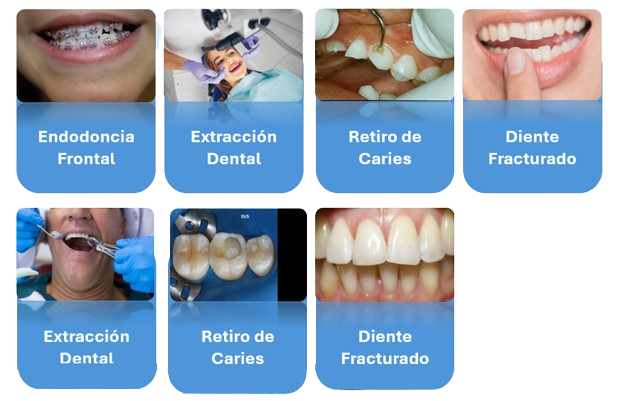 Endodoncia
Frontal
Extracción
Dental
Retiro de
Caries
Diente
Fracturado
Extracción
Dental
Retiro de
Caries
Diente
Fracturado